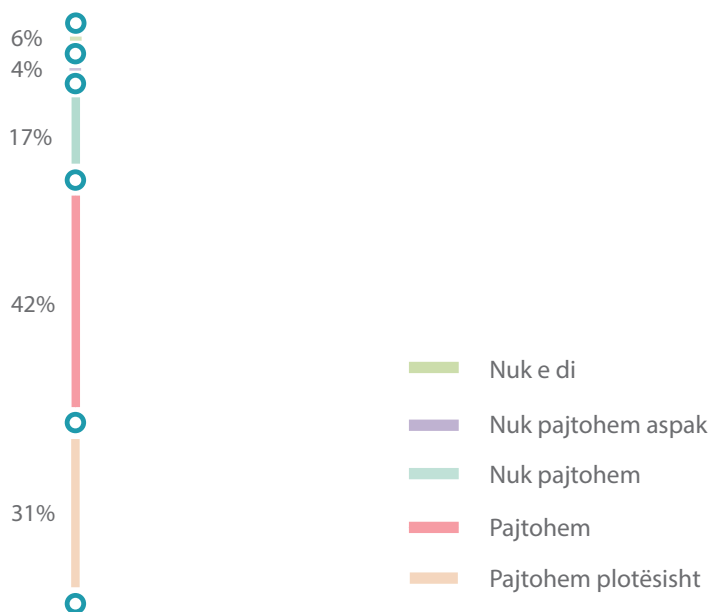 6%
4%
17%
42%
31%
Nuk e di
Nuk pajtohem aspak
Nuk pajtohem
Pajtohem
Pajtohem plotësisht